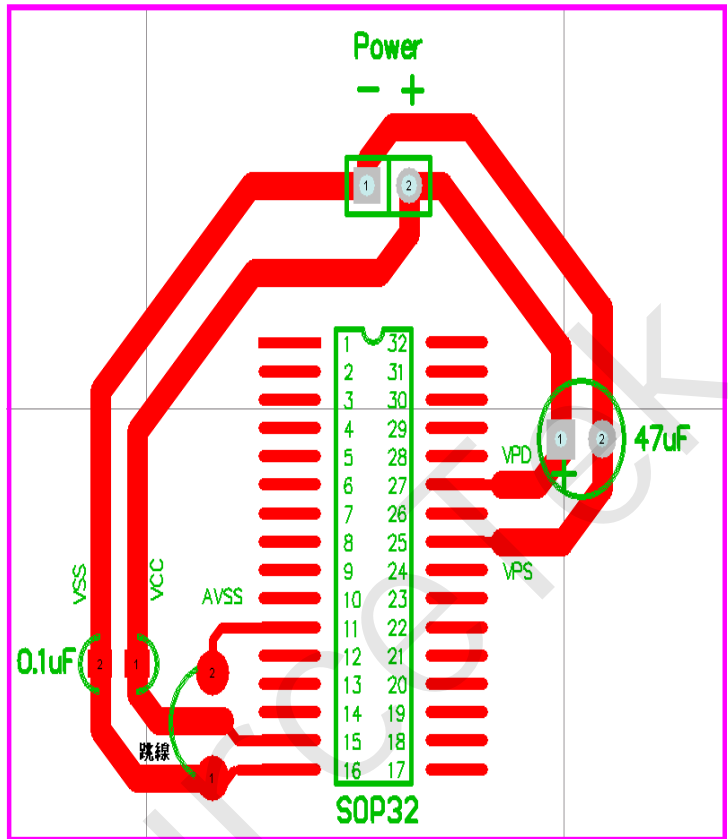 Power
- +
1 2
1 32
2 31
3 30
4 29
5 28
6 27
7 26
8 25
9 24
10 23
11 22
12 21
13 20
14 19
15 18
16 17
1 2
47uF
VPD
+
VPS
VSS
VCC
AVSS
0.1uF
2 1
2
跳線
1
SOP32
rceTek